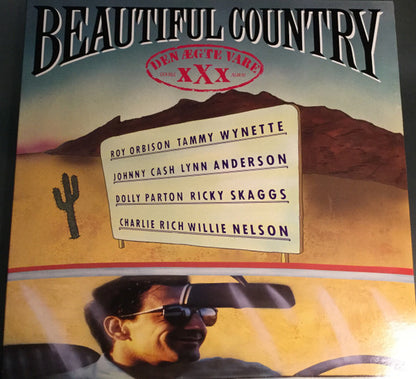 BEAUTIFUL COUNTRY
DEN ÆGTE VARE
DOUBLE XXX ALBUM
ROY ORBISON TAMMY WYNETTE
JOHNNY CASH LYNN ANDERSON
DOLLY PARTON RICKY SKAGGS
CHARLIE RICH WILLIE NELSON